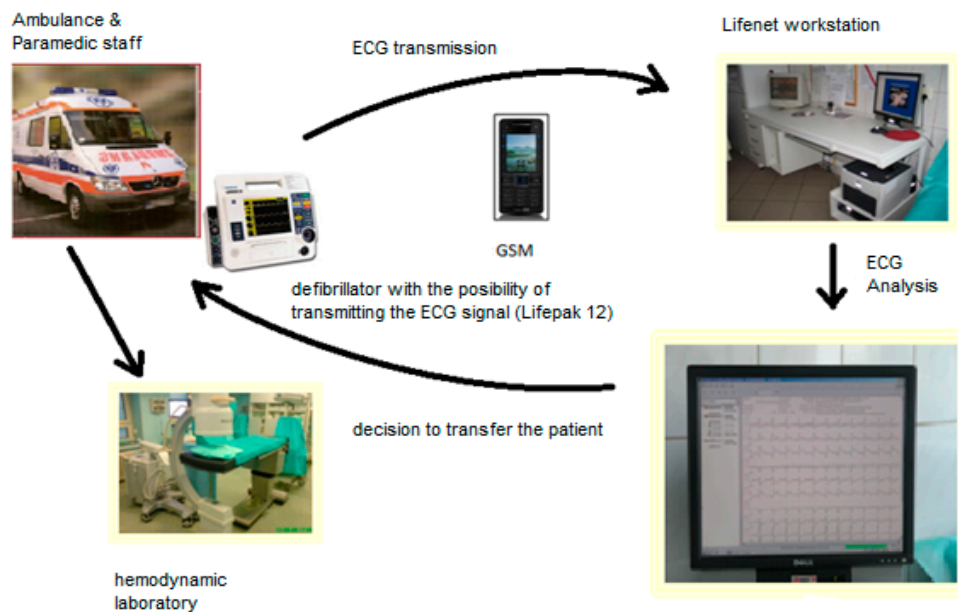 Ambulance &
Paramedic staff
ECG transmission
Lifenet workstation
GSM
ECG
Analysis
defibrillator with the posibility of
transmitting the ECG signal (Lifepak 12)
decision to transfer the patient
DELL
hemodynamic
laboratory